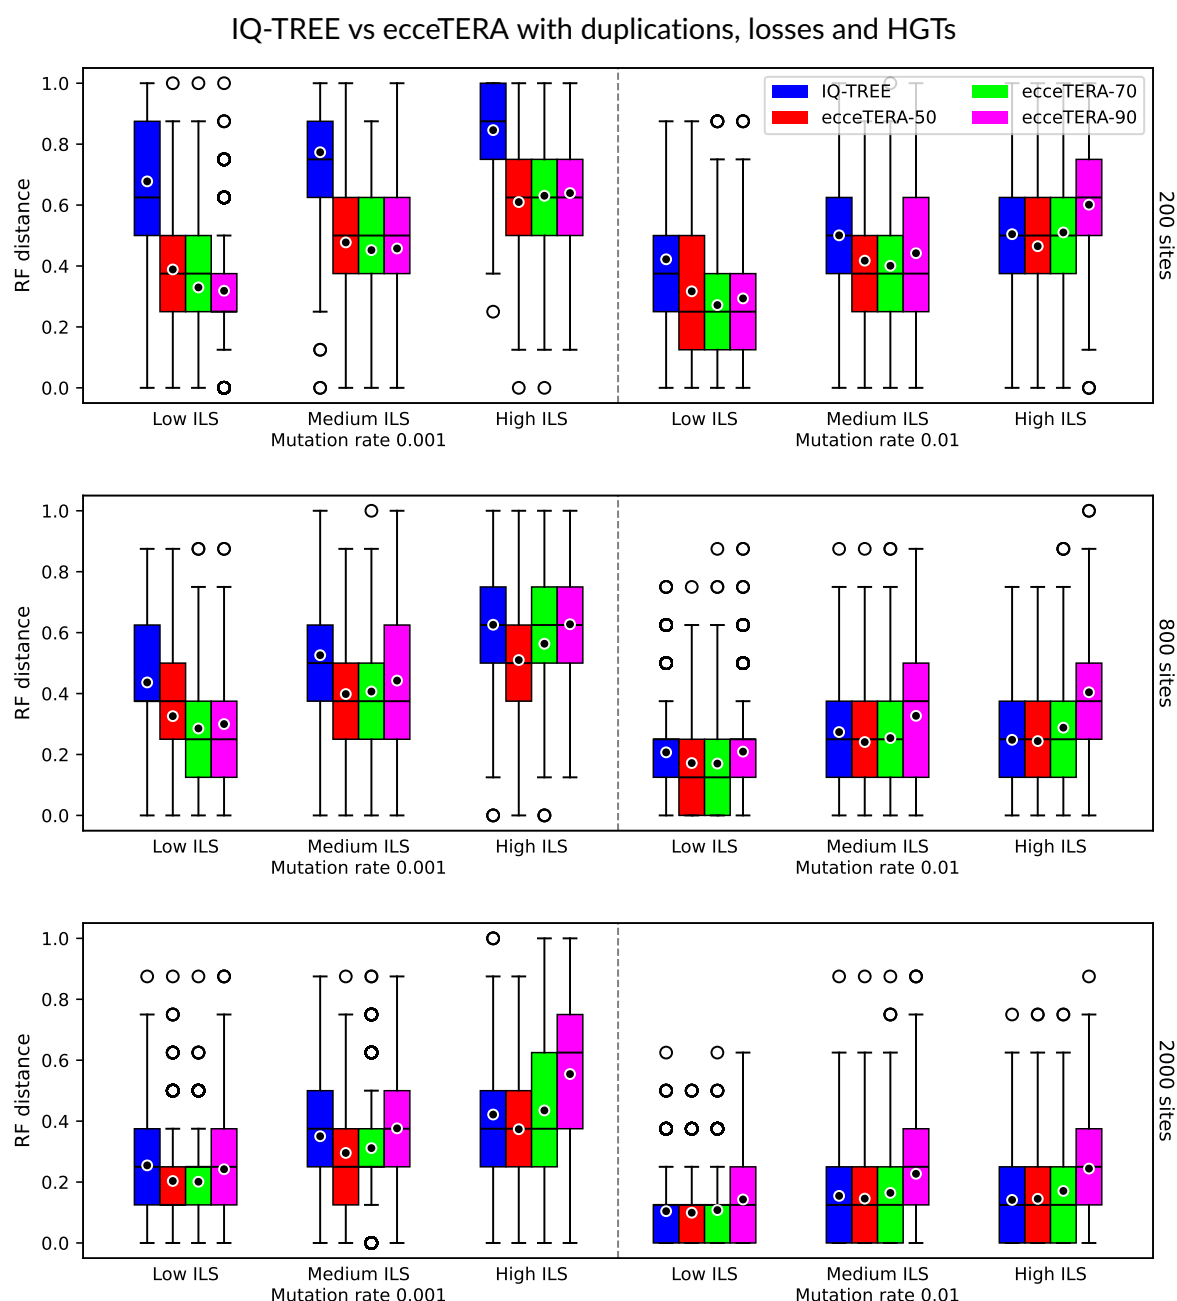 IQ-TREE vs ecceTERA with duplications, losses and HGTs
IQ-TREE
ecceTERA-50
ecceTERA-70
ecceTERA-90
RF distance
1.0
0.8
0.6
0.4
0.2
0.0
200 sites
Low ILS Medium ILS High ILS Low ILS Medium ILS High ILS
Mutation rate 0.001 Mutation rate 0.01
RF distance
1.0
0.8
0.6
0.4
0.2
0.0
800 sites
Low ILS Medium ILS High ILS Low ILS Medium ILS High ILS
Mutation rate 0.001 Mutation rate 0.01
RF distance
1.0
0.8
0.6
0.4
0.2
0.0
2000 sites
Low ILS Medium ILS High ILS Low ILS Medium ILS High ILS
Mutation rate 0.001 Mutation rate 0.01